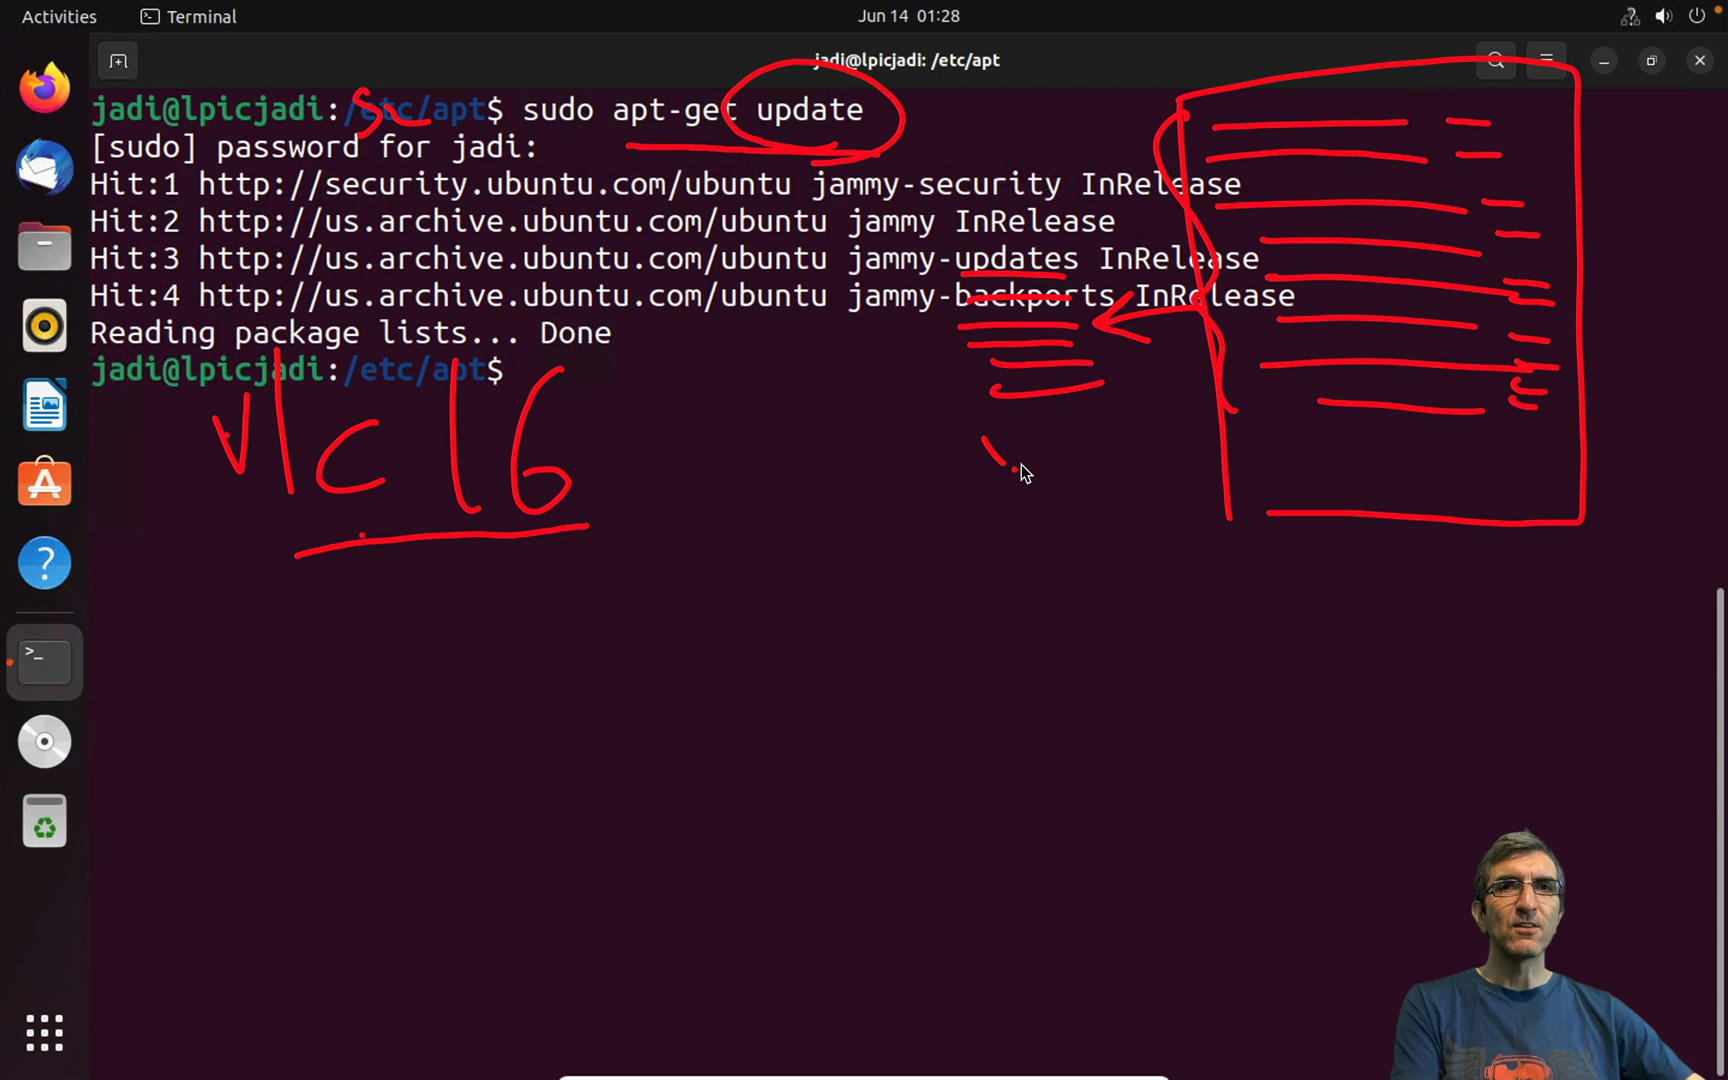 Activities Terminal Jun 14 01:28
jadi@lpicjadi: /etc/apt
jadi@lpicjadi:/etc/apt$ sudo apt-get update
[sudo] password for jadi:
Hit:1 http://security.ubuntu.com/ubuntu jammy-security InRelease
Hit:2 http://us.archive.ubuntu.com/ubuntu jammy InRelease
Hit:3 http://us.archive.ubuntu.com/ubuntu jammy-updates InRelease
Hit:4 http://us.archive.ubuntu.com/ubuntu jammy-backports InRelease
Reading package lists... Done
jadi@lpicjadi:/etc/apt$
vlc 16